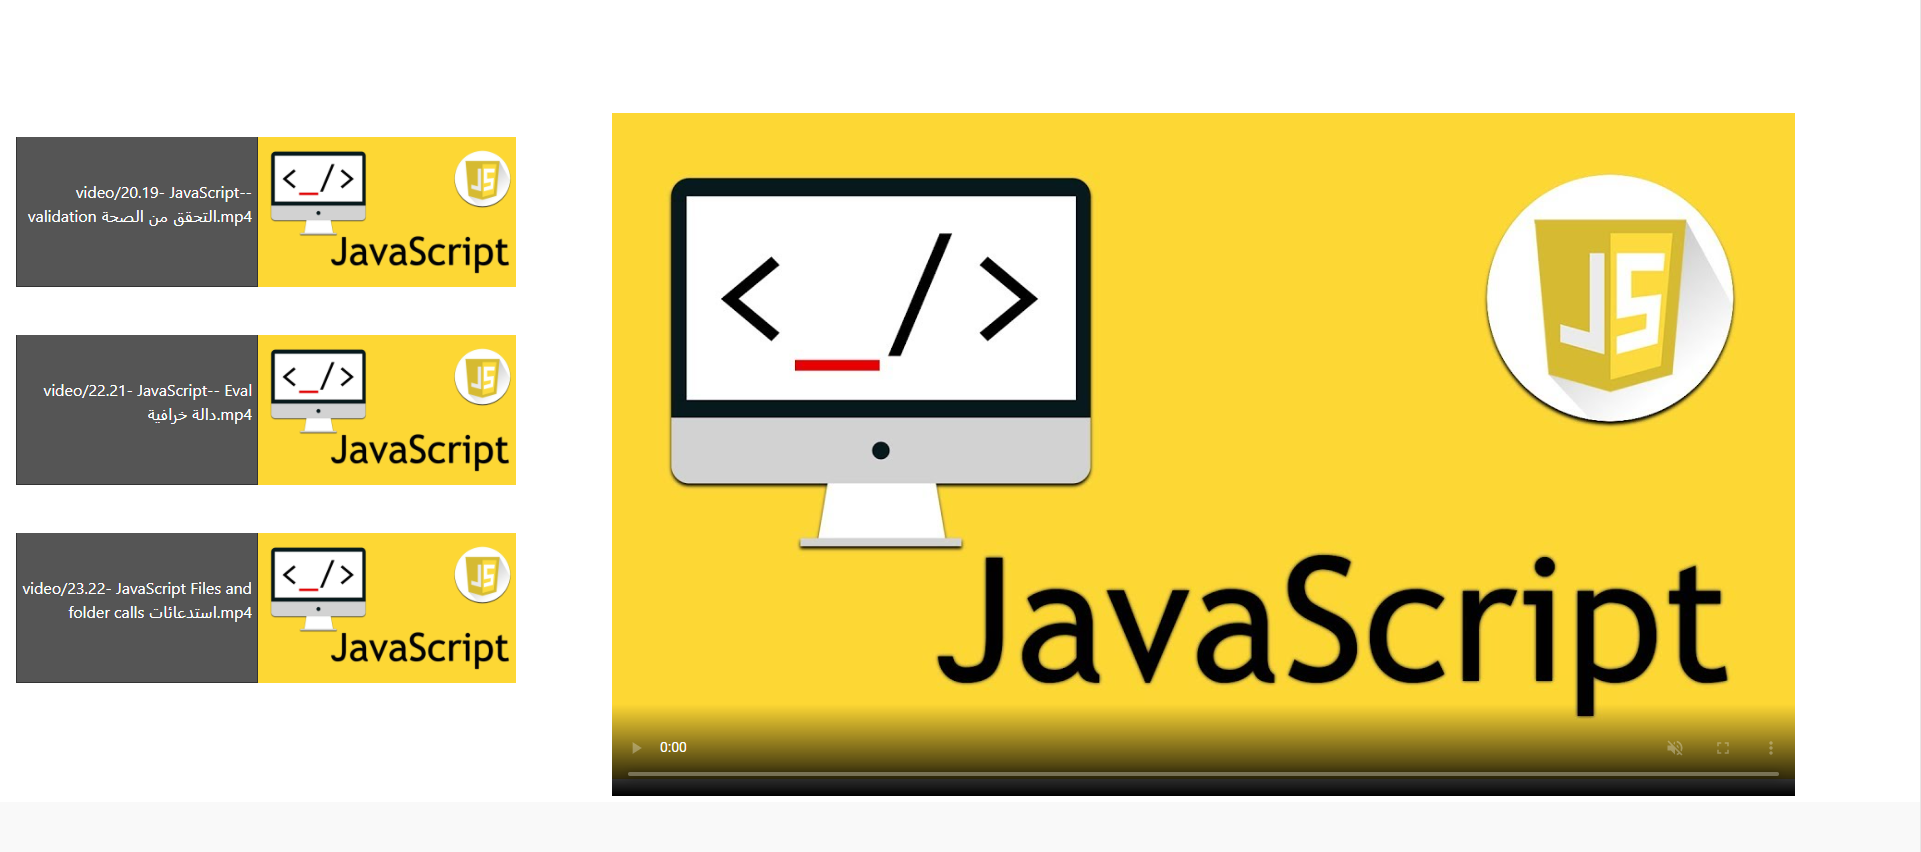 video/20.19- JavaScript--
validation التحقق من الصحة.mp4
< _ / >
JS
JavaScript
video/22.21- JavaScript-- Eval
دالة خرافية.mp4
< _ / >
JS
JavaScript
video/23.22- JavaScript Files and
folder calls استدعائات.mp4
< _ / >
JS
JavaScript
< _ / >
JS
JavaScript
0:00